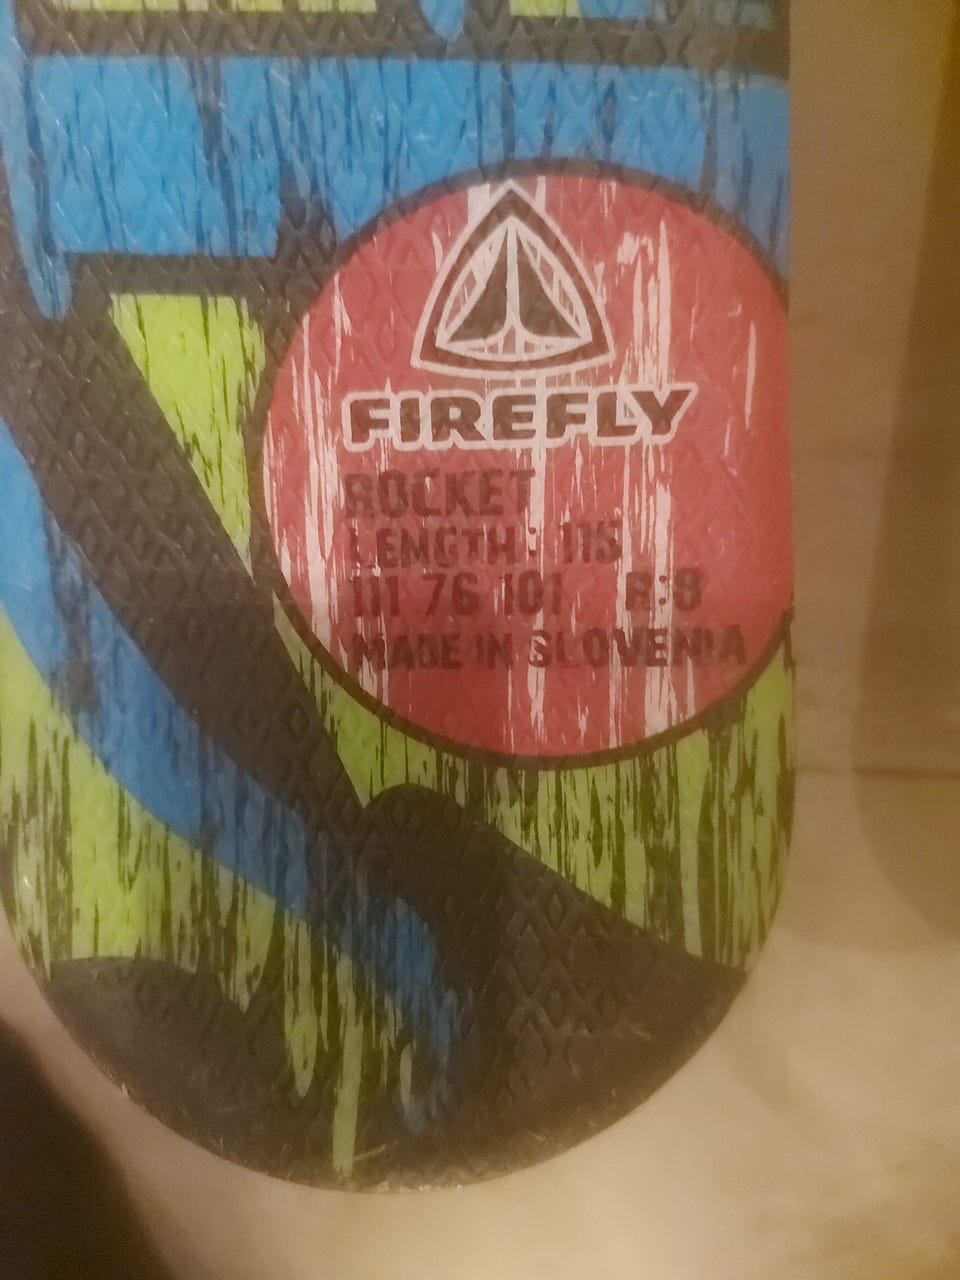 FIREFLY
ROCKET
LENGTH: 115
111 76 101 R:8
MADE IN SLOVENIA